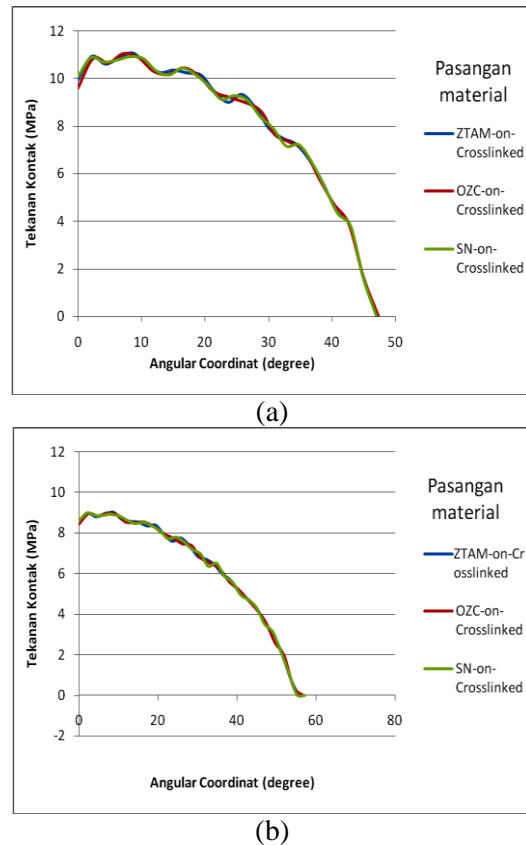 12
10
8
6
4
2
0
Tekanan Kontak (MPa)
0 10 20 30 40 50
Angular Coordinat (degree)
Pasangan
material
ZTAM-on-
Crosslinked
OZC-on-
Crosslinked
SN-on-
Crosslinked
(a)
12
10
8
6
4
2
0
-2
Tekanan Kontak (MPa)
0 20 40 60 80
Angular Coordinat (degree)
Pasangan
material
ZTAM-on-Cr
osslinked
OZC-on-
Crosslinked
SN-on-
Crosslinked
(b)